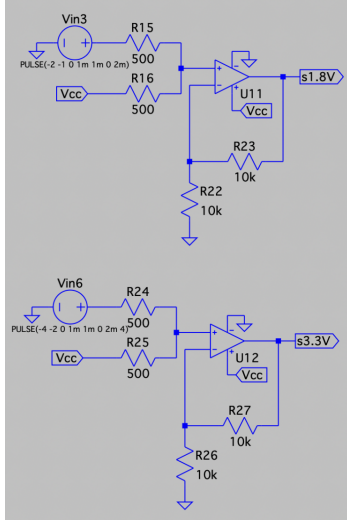 Vin3
R15
PULSE(-2 -1 0 1m 1m 0 2m)
500
R16
Vcc
500
s1.8V
U11
Vcc
R23
10k
R22
10k
Vin6
R24
PULSE(-4 -2 0 1m 1m 0 2m 4)
500
R25
Vcc
500
s3.3V
U12
Vcc
R27
10k
R26
10k